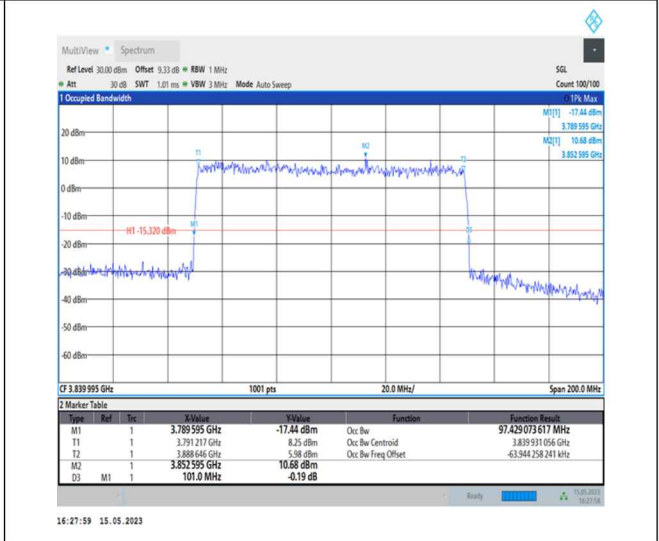 MultiView Spectrum
Ref Level 30.00 dBm Offset 9.33 dB RBW 1 MHz SGL
Att 30 dB SWT 1.01 ms VBW 3 MHz Mode Auto Sweep Count 100/100
1 Occupied Bandwidth 1Pk Max
M1[1] -17.44 dBm
3.789 595 GHz
M2[1] 10.68 dBm
3.852 595 GHz
20 dBm
T1 M2 T2
10 dBm
0 dBm
-10 dBm
M1
H1 -15.320 dBm D3
-30 dBm
-40 dBm
-50 dBm
-60 dBm
CF 3.839 995 GHz 1001 pts 20.0 MHz/ Span 200.0 MHz
2 Marker Table
Type Ref Trc X-Value Y-Value Function Function Result
M1 1 3.789 595 GHz -17.44 dBm Occ Bw 97.429 073 617 MHz
T1 1 3.791 217 GHz 8.25 dBm Occ Bw Centroid 3.839 931 056 GHz
T2 1 3.888 646 GHz 5.98 dBm Occ Bw Freq Offset -63.944 258 241 kHz
M2 1 3.852 595 GHz 10.68 dBm
D3 M1 1 101.0 MHz -0.19 dB
Ready 15.05.2023
16:27:58
16:27:59 15.05.2023